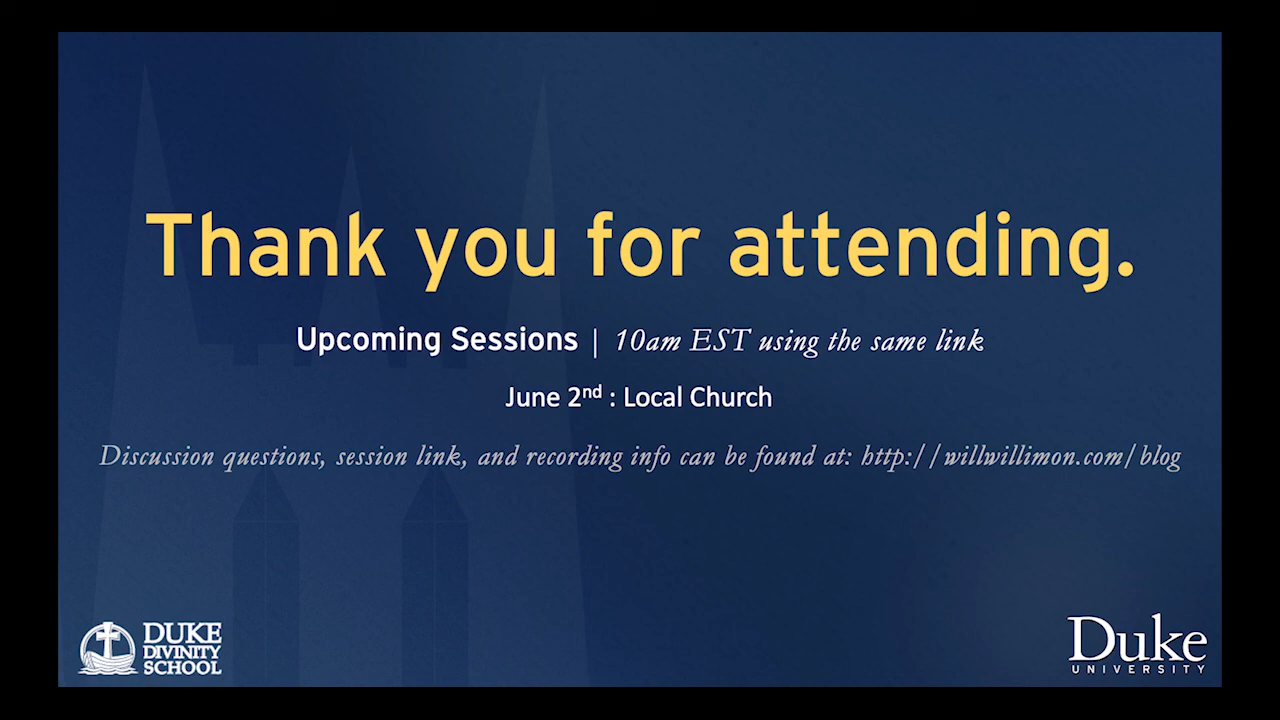 Thank you for attending.
Upcoming Sessions | 10am EST using the same link
June 2nd : Local Church
Discussion questions, session link, and recording info can be found at: http://willwillimon.com/blog
DUKE
DIVINITY
SCHOOL
Duke
UNIVERSITY